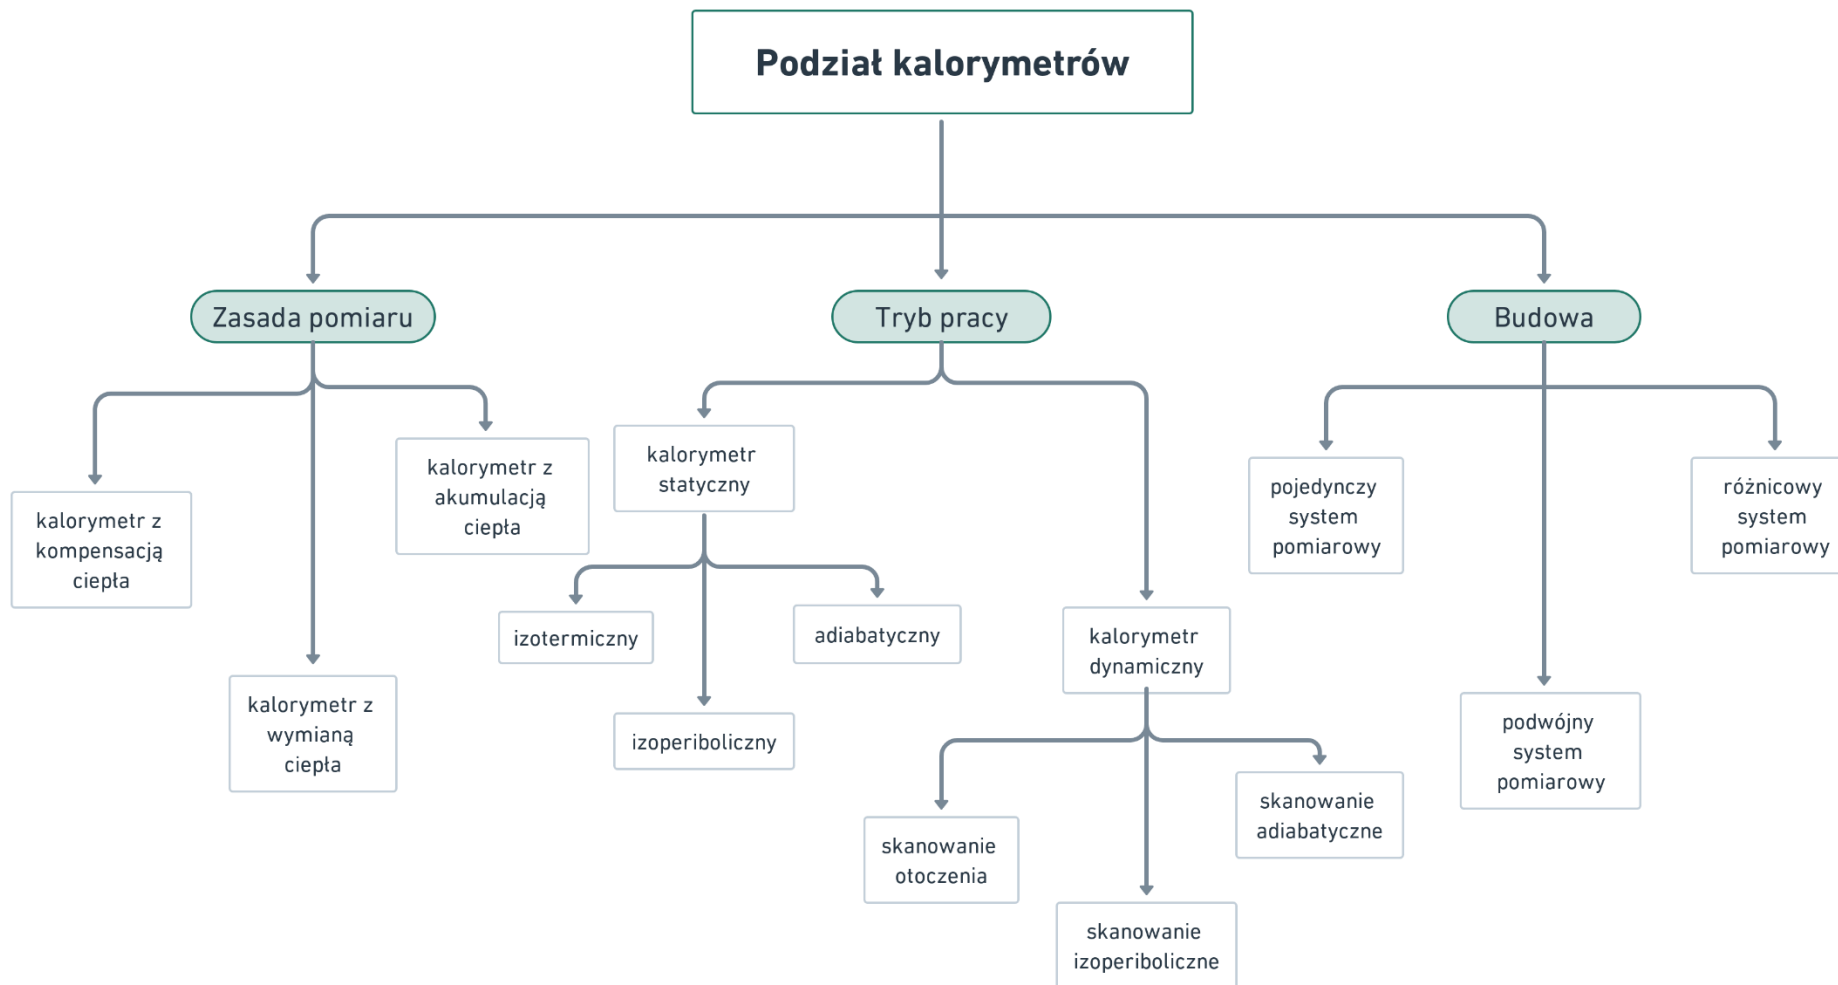 Podział kalorymetrów
Zasada pomiaru
Tryb pracy
Budowa
kalorymetr z
kompensacją
ciepła
kalorymetr z
wymianą
ciepła
kalorymetr z
akumulacją
ciepła
kalorymetr
statyczny
izotermiczny
izoperiboliczny
adiabatyczny
kalorymetr
dynamiczny
skanowanie
otoczenia
skanowanie
izoperiboliczne
skanowanie
adiabatyczne
pojedynczy
system
pomiarowy
podwójny
system
pomiarowy
różnicowy
system
pomiarowy